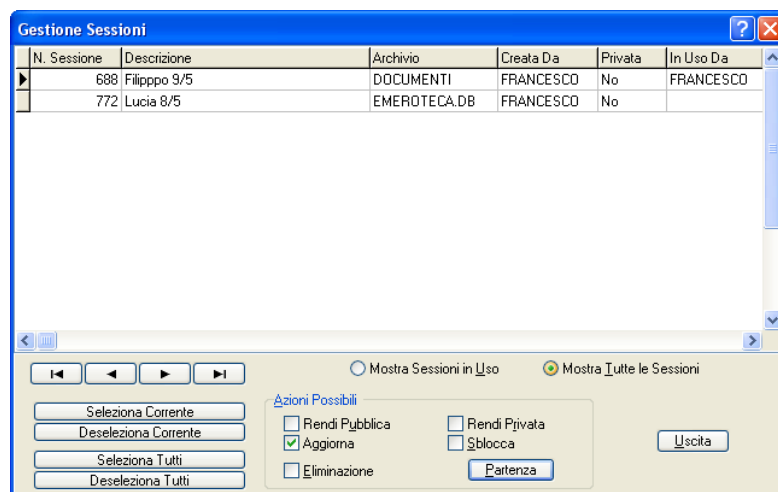 Gestione Sessioni
N. Sessione Descrizione Archivio Creata Da Privata In Uso Da
688 Filipppo 9/5 DOCUMENTI FRANCESCO No FRANCESCO
772 Lucia 8/5 EMEROTECA.DB FRANCESCO No
Mostra Sessioni in Uso Mostra Tutte le Sessioni
Azioni Possibili
Seleziona Corrente Rendi Pubblica Rendi Privata
Deseleziona Corrente Aggiorna Sblocca Uscita
Seleziona Tutti Eliminazione Partenza
Deseleziona Tutti